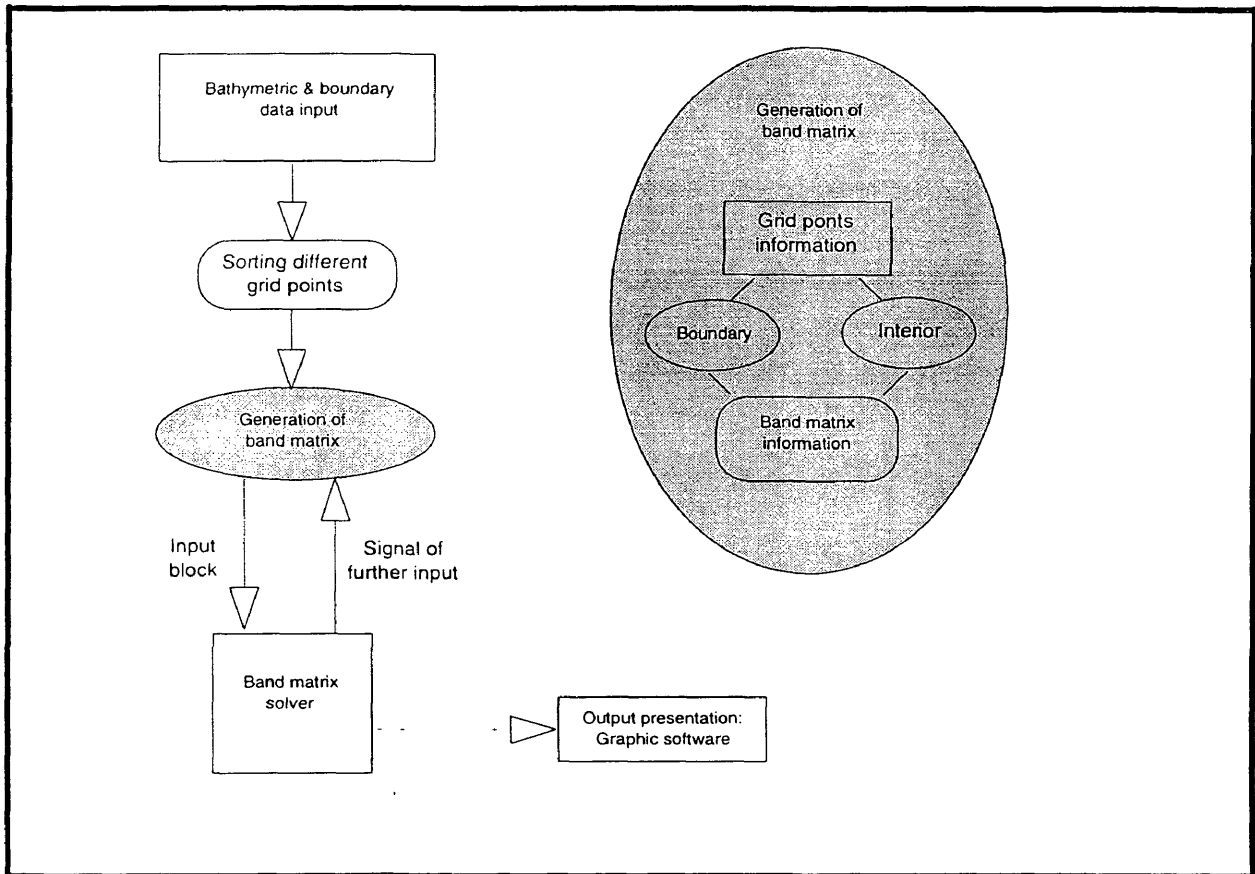 Bathymetric & boundary
data input
Sorting different
grid points
Generation of
band matrix
Input
block
Signal of
further input
Band matrix
solver
Output presentation:
Graphic software
Generation of
band matrix
Grid ponts
information
Boundary
Interior
Band matrix
information